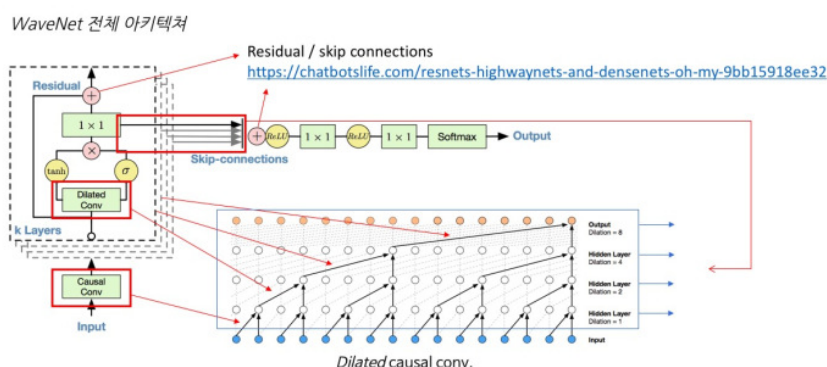 WaveNet 전체 아키텍쳐
Residual / skip connections
https://chatbotslife.com/resnets-highwaynets-and-densenets-oh-my-9bb15918ee32
Residual
+
1 × 1
×
tanh
σ
Dilated
Conv
k Layers
Causal
Conv
Input
Skip-connections
+
ReLU
1 × 1
ReLU
1 × 1
Softmax
Output
Output
Dilation = 8
Hidden Layer
Dilation = 4
Hidden Layer
Dilation = 2
Hidden Layer
Dilation = 1
Input
Dilated causal conv.